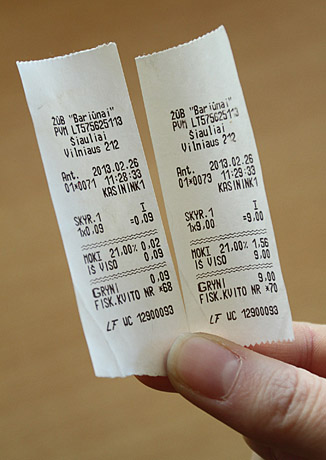 ŽŪB "Bariūnai"
PVM LT575625113
Šiauliai
Vilniaus 212
Ant. 2013.02.26
01×0071 11:28:33
KASININK1
I
SKYR.1
1x0.09 =0.09
MOKI 21.00% 0.02
IŠ VISO 0.09
GRYNI 0.09
FISK.KVITO NR ×68
LF UC 12900093
ŽŪB "Bariūnai"
PVM LT575625113
Šiauliai
Vilniaus 212
Ant. 2013.02.26
01×0073 11:29:33
KASININK1
I
SKYR.1
1x9.00 =9.00
MOKI 21.00% 1.56
IŠ VISO 9.00
GRYNI 9.00
FISK.KVITO NR ×70
LF UC 12900093